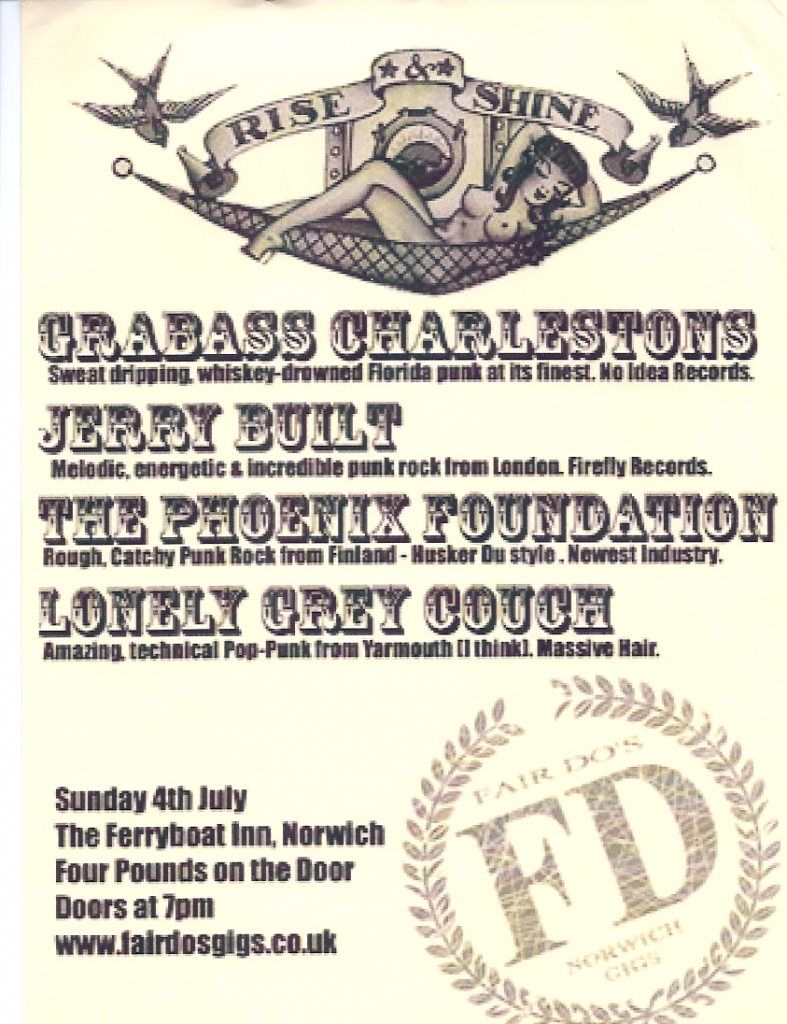 RISE & SHINE
GRABASS CHARLESTONS
Sweat dripping, whiskey-drowned Florida punk at its finest. No Idea Records.
JERRY BUILT
Melodic, energetic & incredible punk rock from London. Firefly Records.
THE PHOENIX FOUNDATION
Rough, Catchy Punk Rock from Finland - Husker Du style . Newest Industry.
LONELY GREY COUCH
Amazing, technical Pop-Punk from Yarmouth [I think]. Massive Hair.
Sunday 4th July
The Ferryboat Inn, Norwich
Four Pounds on the Door
Doors at 7pm
www.fairdosgigs.co.uk
FAIR DO'S
FD
NORWICH
GIGS